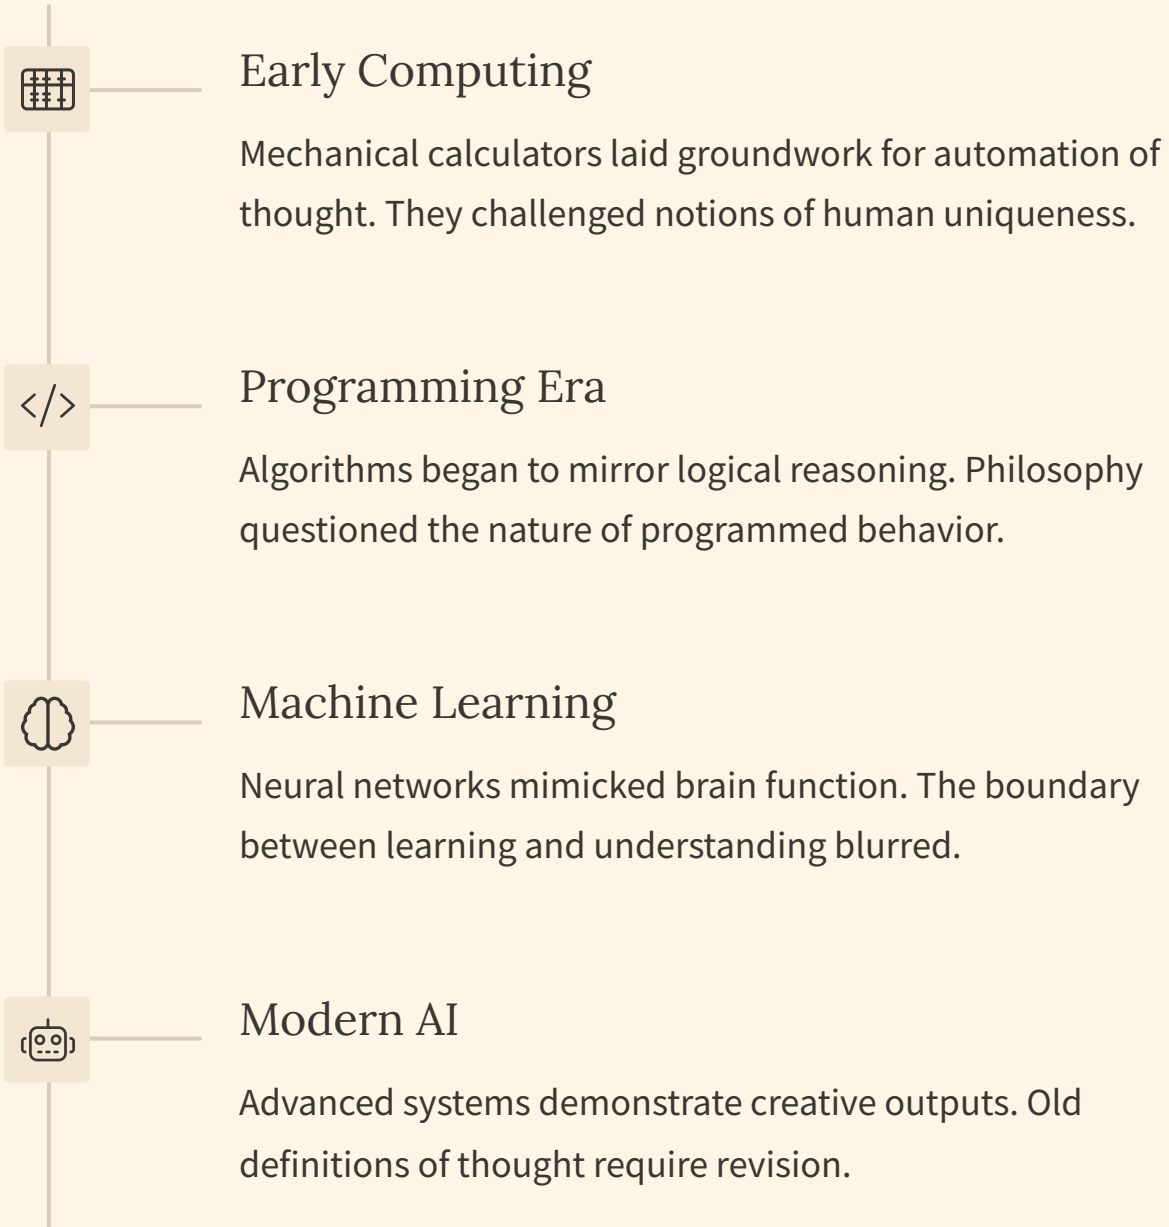 Early Computing
Mechanical calculators laid groundwork for automation of
thought. They challenged notions of human uniqueness.
Programming Era
Algorithms began to mirror logical reasoning. Philosophy
questioned the nature of programmed behavior.
Machine Learning
Neural networks mimicked brain function. The boundary
between learning and understanding blurred.
Modern AI
Advanced systems demonstrate creative outputs. Old
definitions of thought require revision.